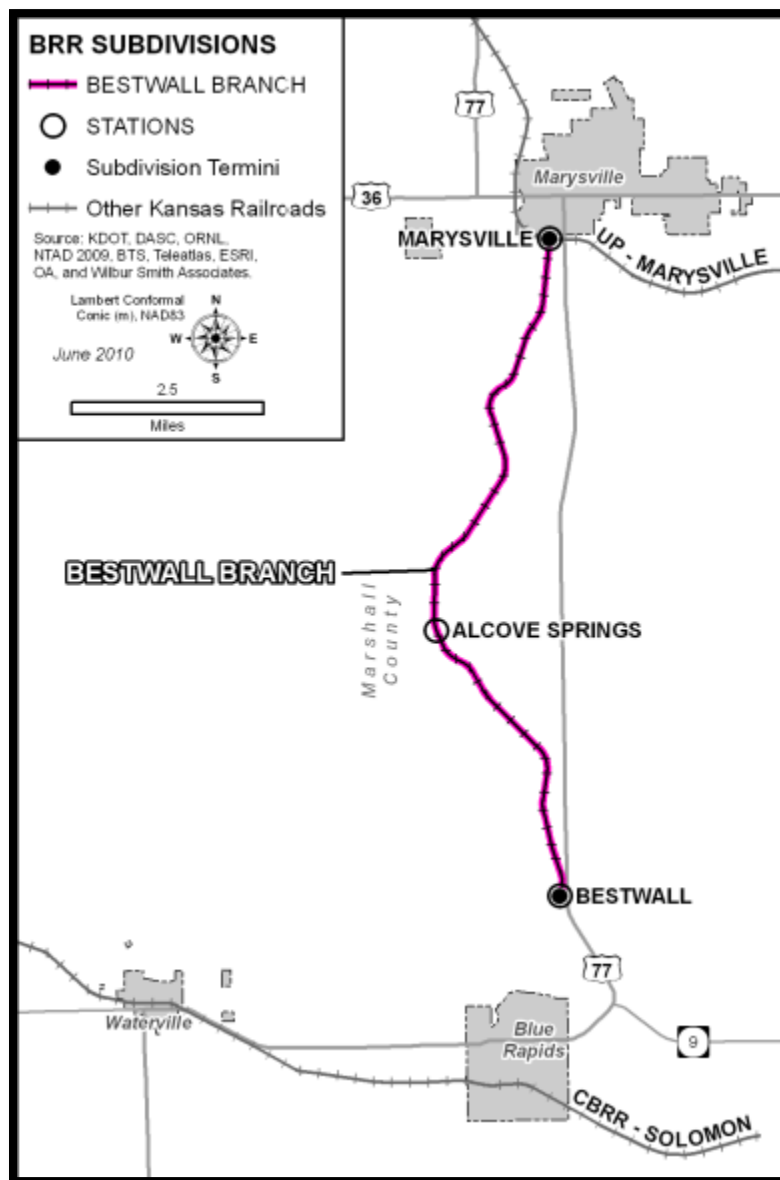 BRR SUBDIVISIONS
BESTWALL BRANCH
STATIONS
Subdivision Termini
Other Kansas Railroads
Source: KDOT, DASC, ORNL,
NTAD 2009, BTS, Teleatlas, ESRI,
OA, and Wilbur Smith Associates.
Lambert Conformal
Conic (m), NAD83
June 2010
N
W
E
S
2.5
Miles
77
36
Marysville
MARYSVILLE
UP - MARYSVILLE
BESTWALL BRANCH
Marshall
County
ALCOVE SPRINGS
BESTWALL
77
Waterville
Blue
Rapids
9
CBRR - SOLOMON